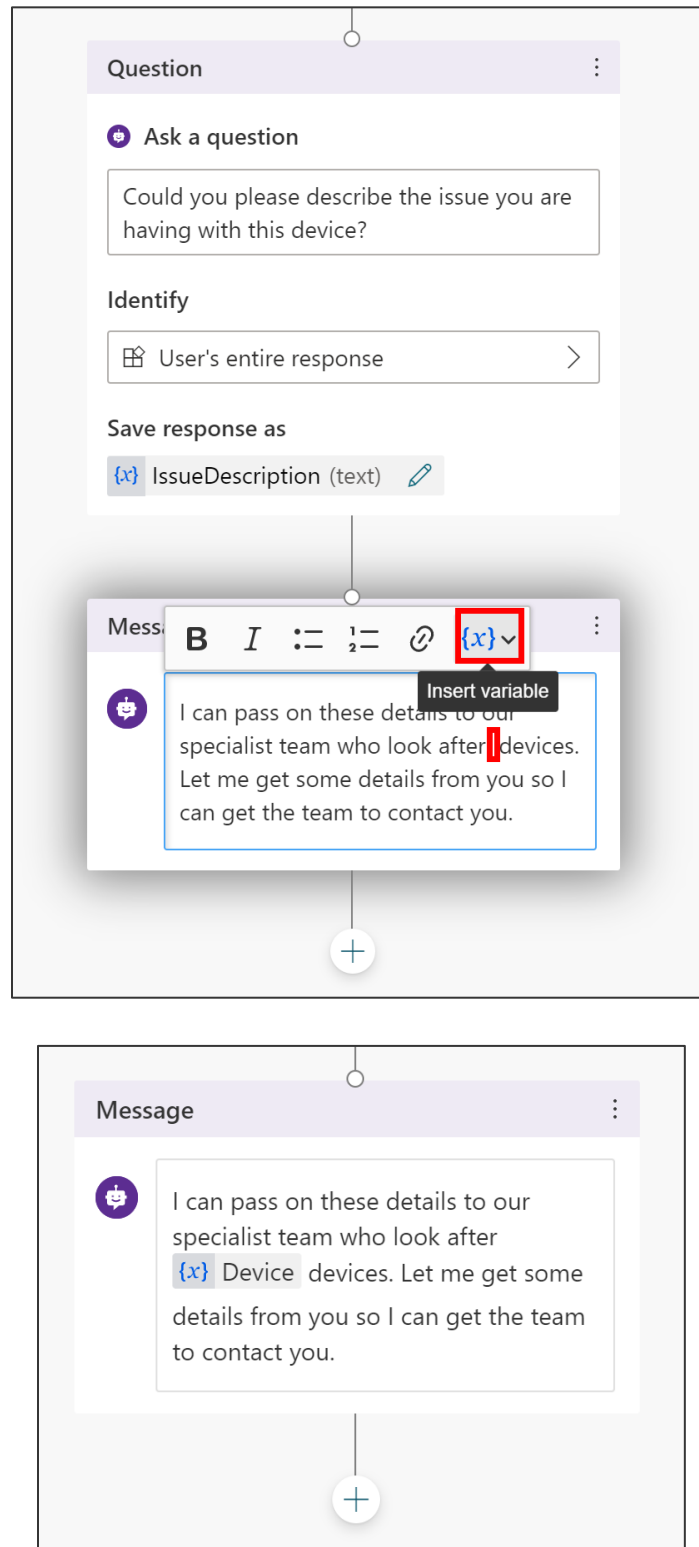 Question
Ask a question
Could you please describe the issue you are
having with this device?
Identify
User's entire response
Save response as
{x} IssueDescription (text)
B I {x}
Insert variable
I can pass on these details to our
specialist team who look after devices.
Let me get some details from you so I
can get the team to contact you.
Message
I can pass on these details to our
specialist team who look after
{x} Device devices. Let me get some
details from you so I can get the team
to contact you.